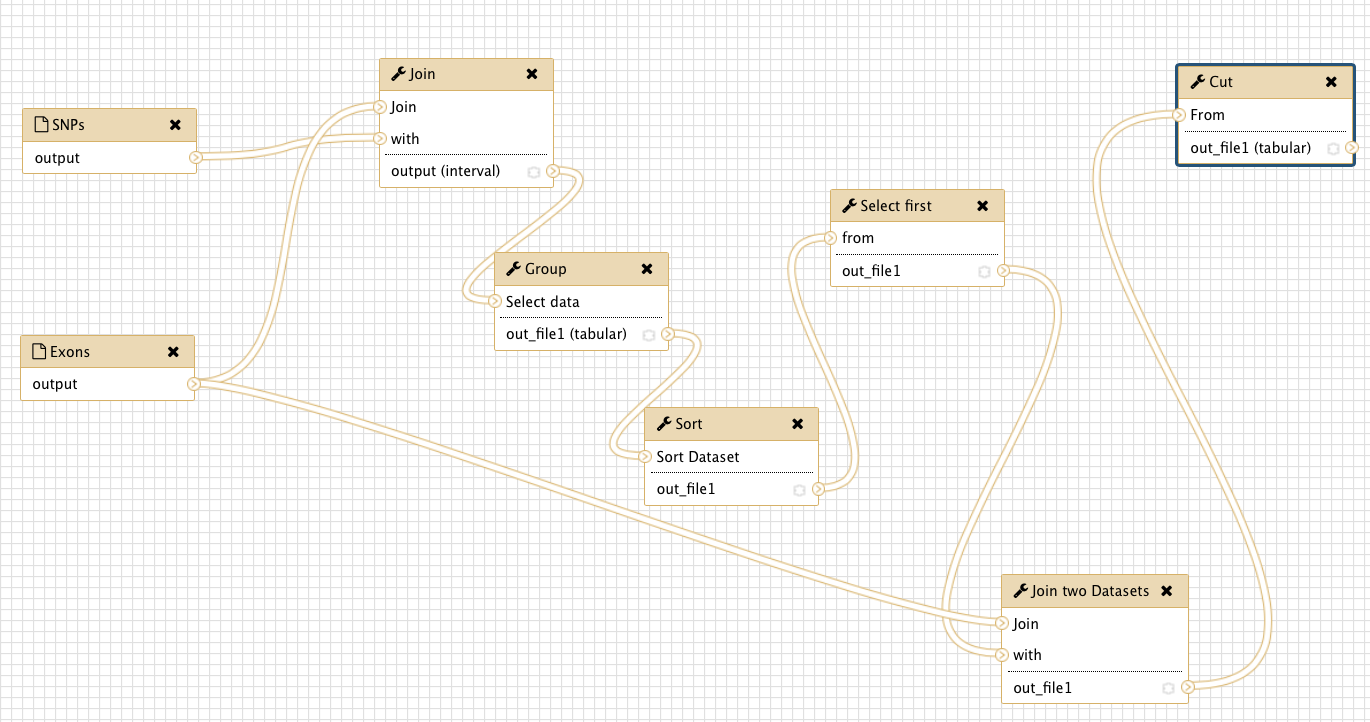 SNPs
output
Join
Join
with
output (interval)
Exons
output
Group
Select data
out_file1 (tabular)
Sort
Sort Dataset
out_file1
Select first
from
out_file1
Join two Datasets
Join
with
out_file1
Cut
From
out_file1 (tabular)